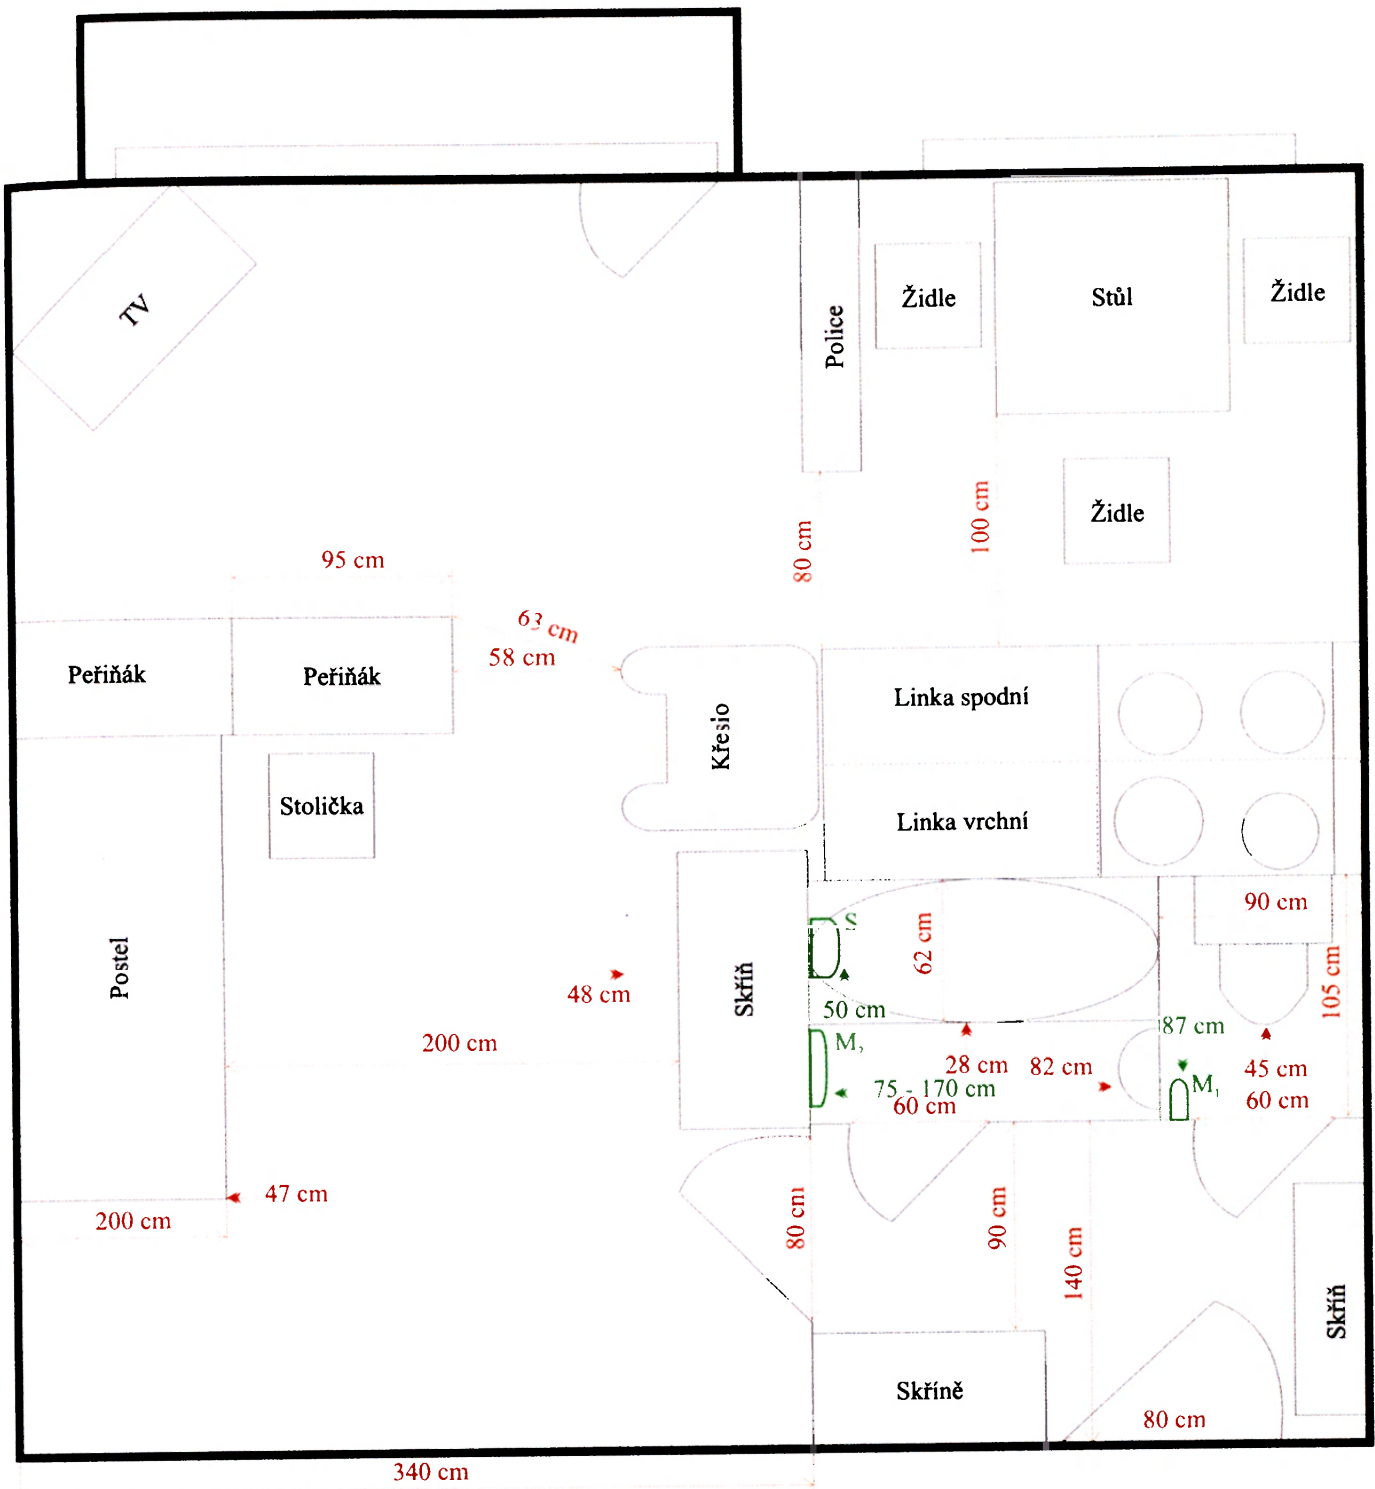 TV
Police
Židle
Stůl
Židle
Židle
100 cm
80 cm
95 cm
63 cm
58 cm
Peřiňák
Peřiňák
Křeslo
Linka spodní
Linka vrchní
Stolička
Postel
Skříň
48 cm
200 cm
S
50 cm
62 cm
90 cm
105 cm
M₂
75 - 170 cm
60 cm
28 cm
82 cm
87 cm
M₁
45 cm
60 cm
47 cm
200 cm
80 cm
90 cm
140 cm
Skříň
Skříně
80 cm
340 cm